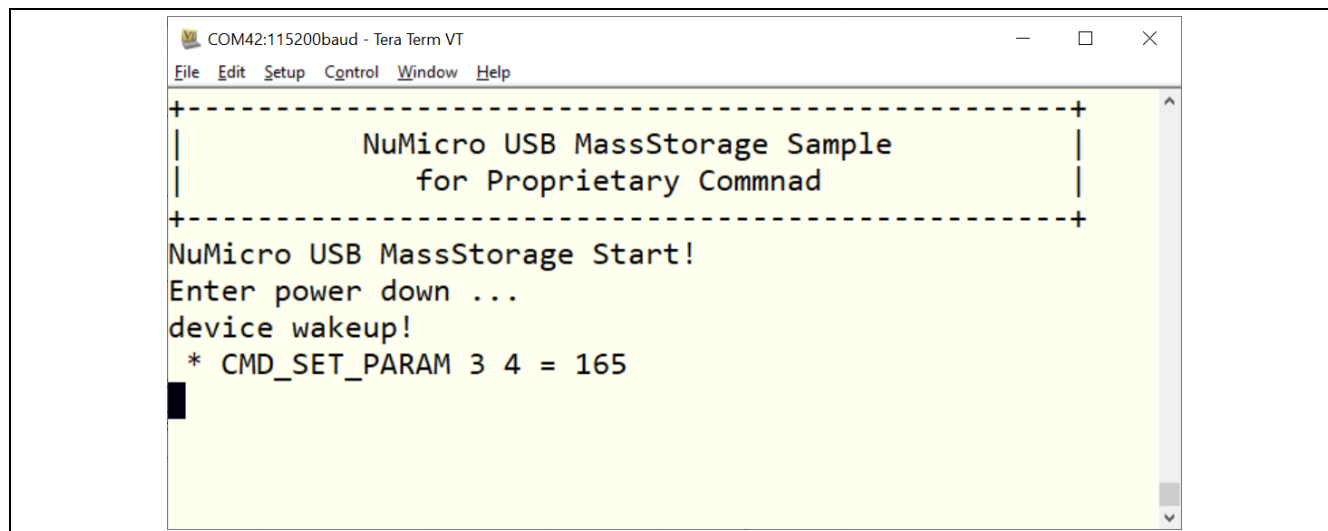 COM42:115200baud - Tera Term VT
File Edit Setup Control Window Help
+--------------------------------------------------+
|          NuMicro USB MassStorage Sample          |
|             for Proprietary Commnad              |
+--------------------------------------------------+
NuMicro USB MassStorage Start!
Enter power down ...
device wakeup!
 * CMD_SET_PARAM 3 4 = 165